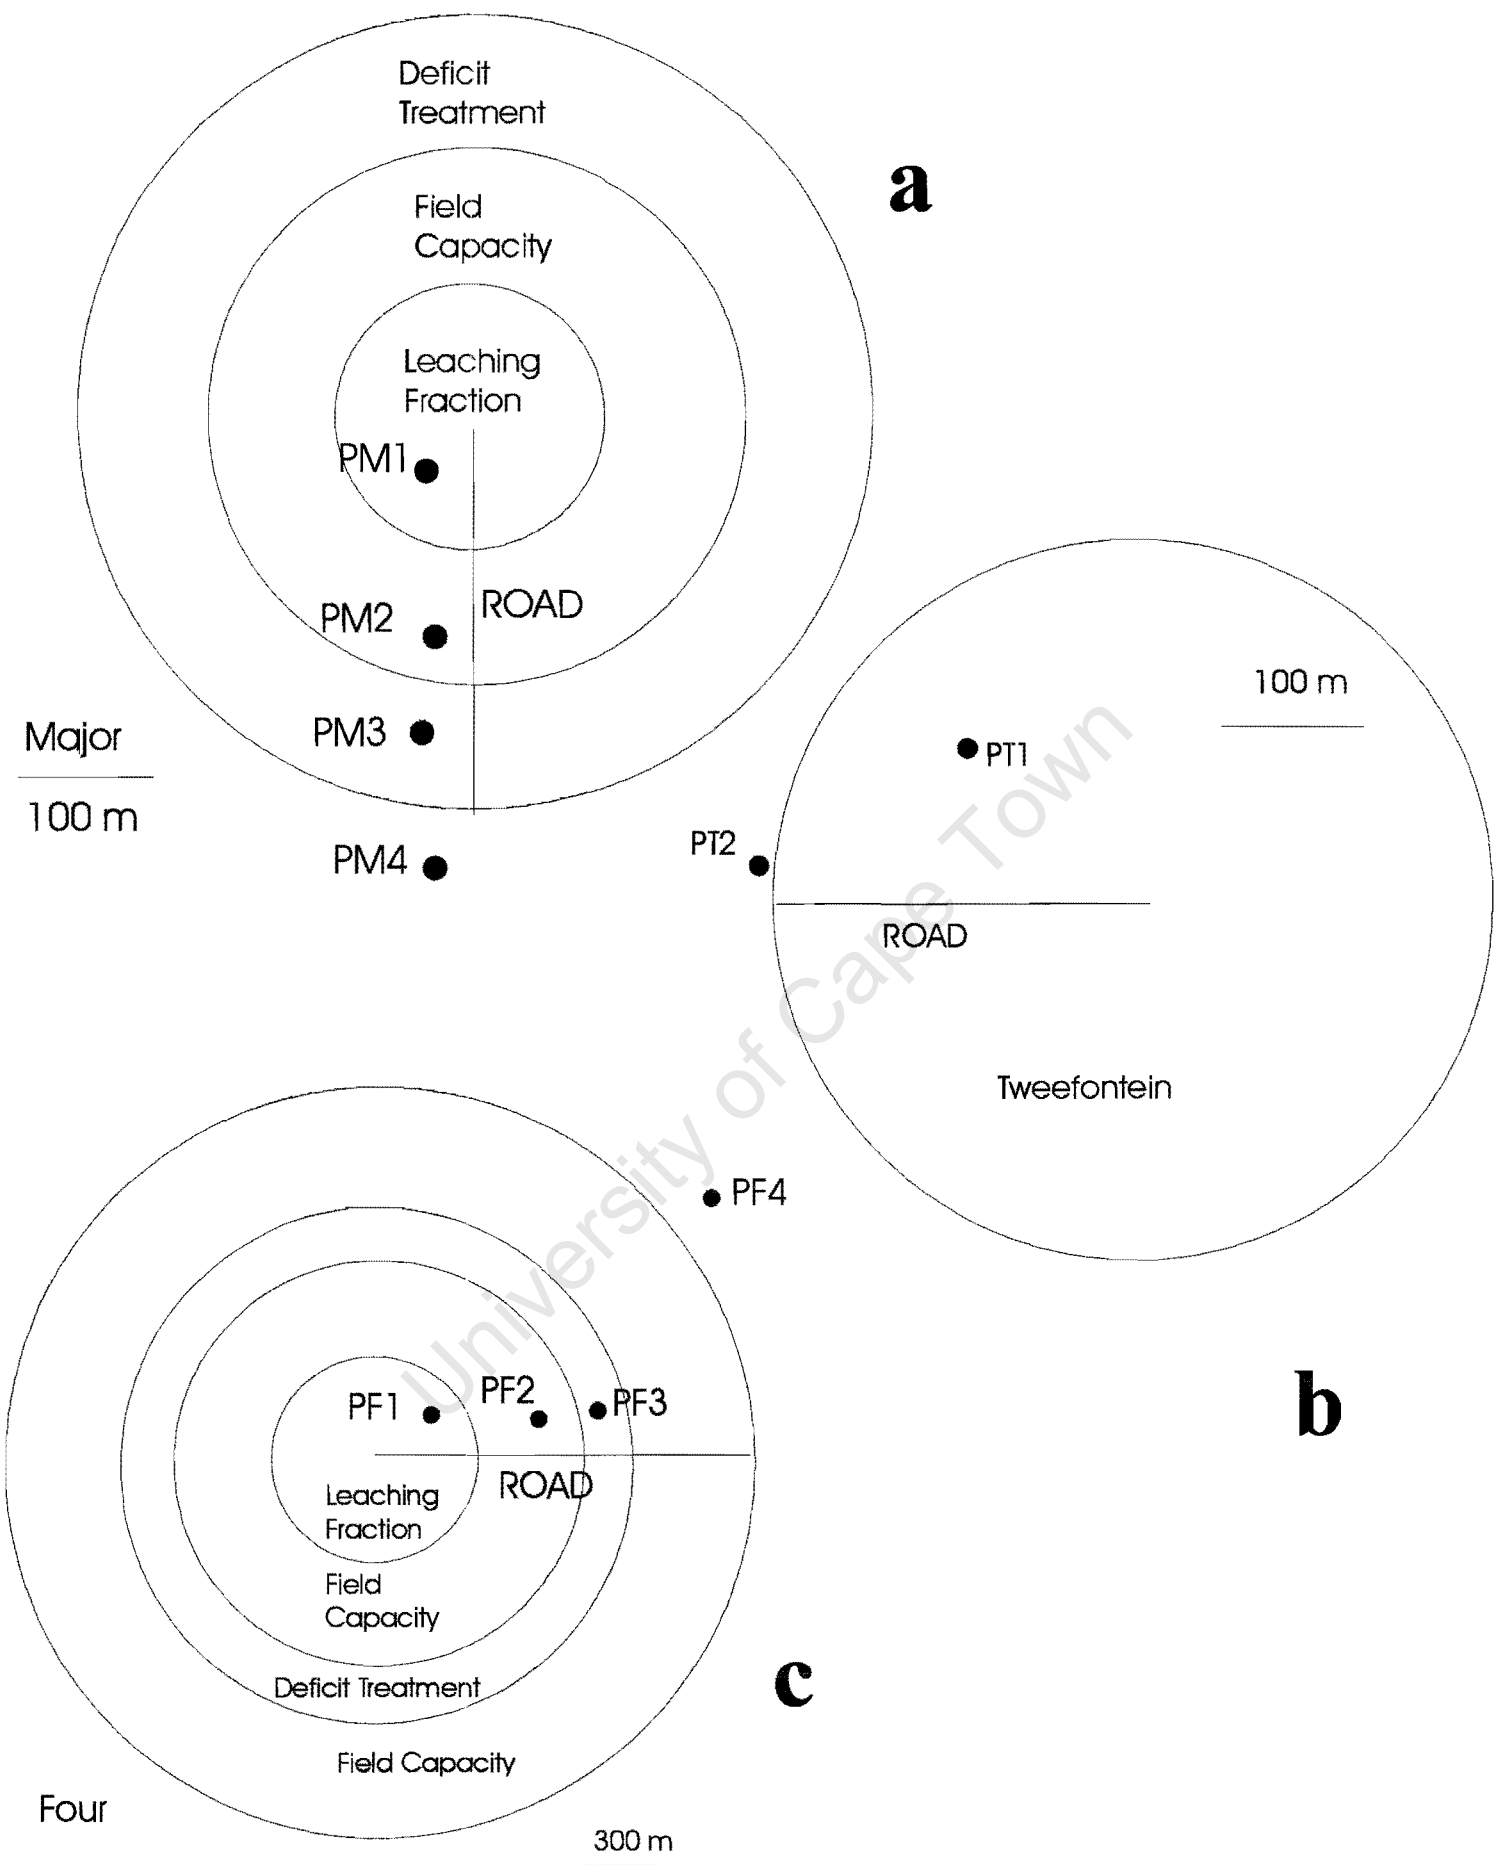 Deficit
Treatment
a
Field
Capacity
Leaching
Fraction
PM1
PM2
ROAD
PM3
Major
100 m
PM4
100 m
PT1
PT2
ROAD
Tweefontein
University of Cape Town
PF4
PF1
PF2
PF3
ROAD
b
Leaching
Fraction
Field
Capacity
Deficit Treatment
c
Field Capacity
Four
300 m